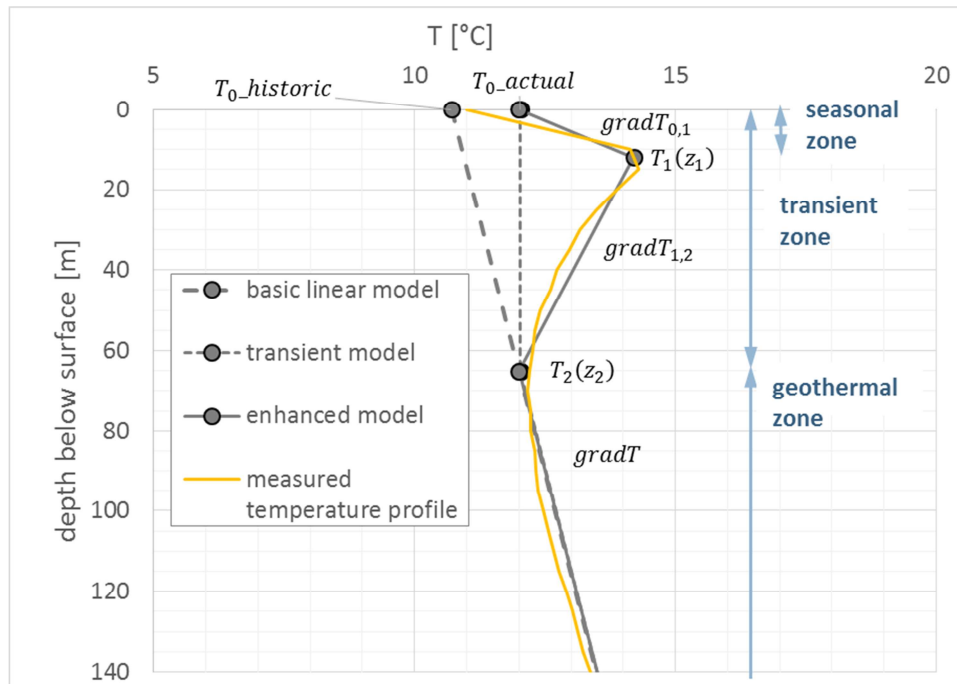 T [°C]
5 10 15 20
T₀_historic
T₀_actual
0
20
40
60
80
100
120
140
depth below surface [m]
gradT₀,₁
T₁(z₁)
gradT₁,₂
T₂(z₂)
gradT
seasonal
zone
transient
zone
geothermal
zone
basic linear model
transient model
enhanced model
measured
temperature profile